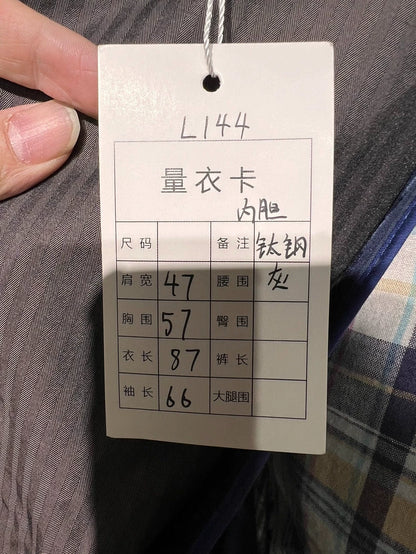 L144
量衣卡
内胆
尺码 备注 钛钢
肩宽 47 腰围 灰
胸围 57 臀围
衣长 87 裤长
袖长 66 大腿围